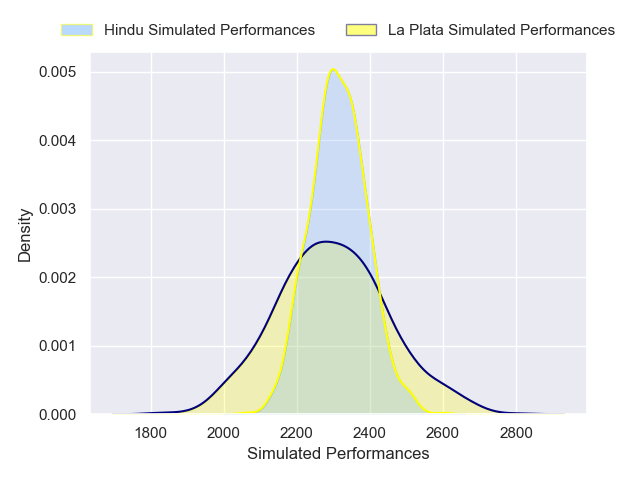 Hindu Simulated Performances La Plata Simulated Performances
0.005
0.004
0.003
0.002
0.001
0.000
Density
1800 2000 2200 2400 2600 2800
Simulated Performances